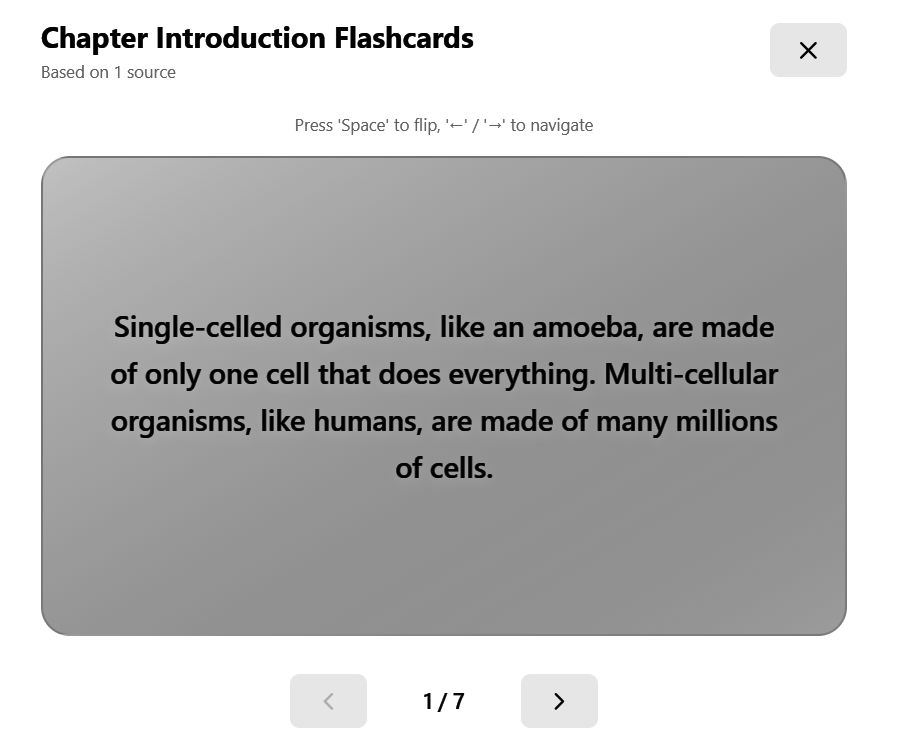 Chapter Introduction Flashcards
Based on 1 source
Press 'Space' to flip, '←' / '→' to navigate
Single-celled organisms, like an amoeba, are made
of only one cell that does everything. Multi-cellular
organisms, like humans, are made of many millions
of cells.
1 / 7